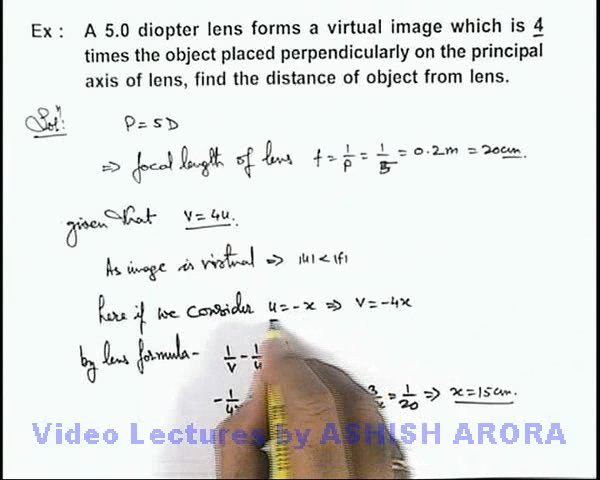 Ex : A 5.0 diopter lens forms a virtual image which is 4
times the object placed perpendicularly on the principal
axis of lens, find the distance of object from lens.
Solⁿ: P = 5D
⇒ focal length of lens f = 1/P = 1/5 = 0.2m = 20cm.
given that v = 4u.
As image is virtual ⇒ |u| < |f|
here if we consider u = -x ⇒ v = -4x
by lens formula - 1/v - 1/u
= 1/20 ⇒ x = 15cm.
Video Lectures by ASHISH ARORA